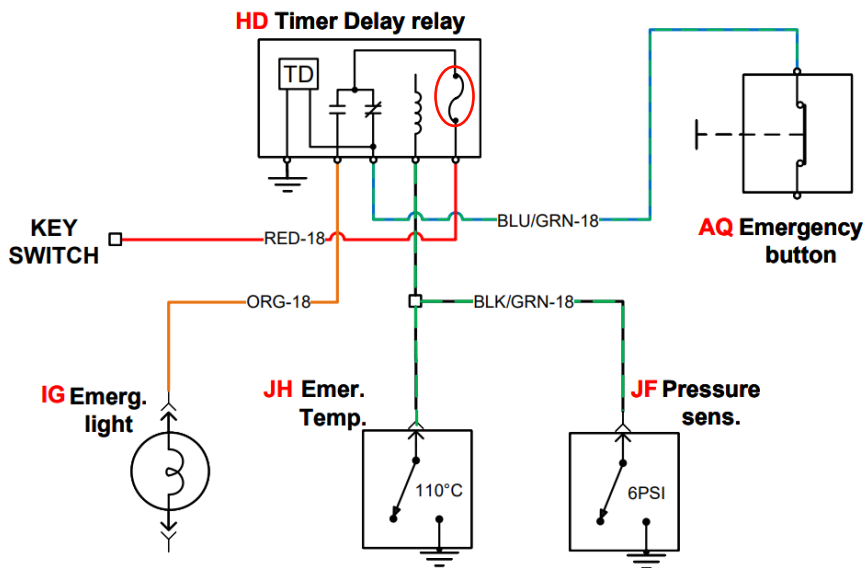 HD Timer Delay relay
TD
KEY
SWITCH
RED-18
BLU/GRN-18
AQ Emergency
button
ORG-18
BLK/GRN-18
IG Emerg.
light
JH Emer.
Temp.
JF Pressure
sens.
110°C
6PSI